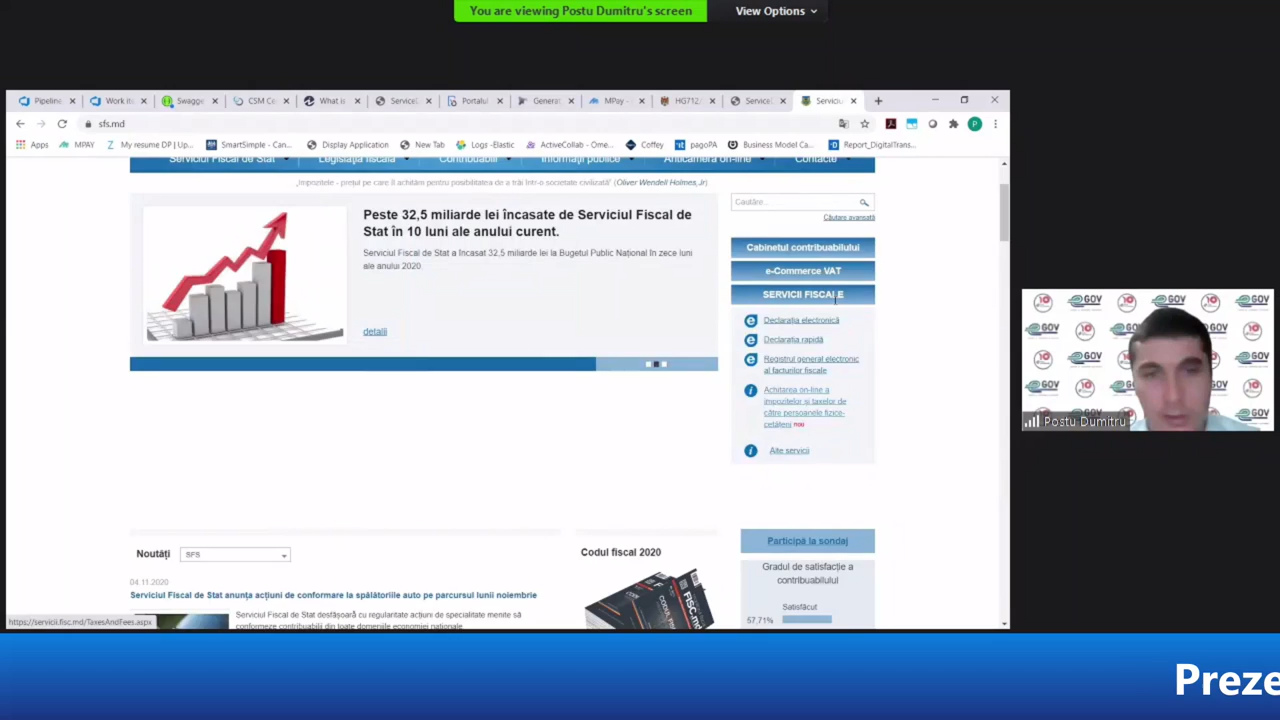 You are viewing Postu Dumitru's screen
View Options
Pipeline
Work it
Swagge
CSM Co
What is
Service
Portalul
Generat
MPay -
HG712
Service
Serviciu
sfs.md
Apps
MPAY
My resume DP | Up...
SmartSimple - Can...
Display Application
New Tab
Logs -Elastic
ActiveCollab - Ome...
Coffey
pagoPA
Business Model Ca...
Report_DigitalTrans...
Serviciul Fiscal de Stat
Legislația fiscală
Contribuabili
Informații publice
Anticamera on-line
Contacte
„Impozitele - prețul pe care îl achităm pentru posibilitatea de a trăi într-o societate civilizată” (Oliver Wendell Holmes,Jr)
Peste 32,5 miliarde lei încasate de Serviciul Fiscal de
Stat în 10 luni ale anului curent.
Serviciul Fiscal de Stat a încasat 32,5 miliarde lei la Bugetul Public Național în zece luni
ale anului 2020.
detalii
Căutare...
Căutare avansată
Cabinetul contribuabilului
e-Commerce VAT
SERVICII FISCALE
Declarația electronică
Declarația rapidă
Registrul general electronic
al facturilor fiscale
Achitarea on-line a
impozitelor și taxelor de
către persoanele fizice-
cetățeni nou
Alte servicii
Noutăți
SFS
04.11.2020
Serviciul Fiscal de Stat anunța acțiuni de conformare la spălătoriile auto pe parcursul lunii noiembrie
Serviciul Fiscal de Stat desfășoară cu regularitate acțiuni de specialitate menite să
conformeze contribuabilii din toate domeniile economiei naționale
Codul fiscal 2020
Participă la sondaj
Gradul de satisfacție a
contribuabilului
Satisfăcut
57,71%
https://servicii.fisc.md/TaxesAndFees.aspx
EGOV
Postu Dumitru
Preze